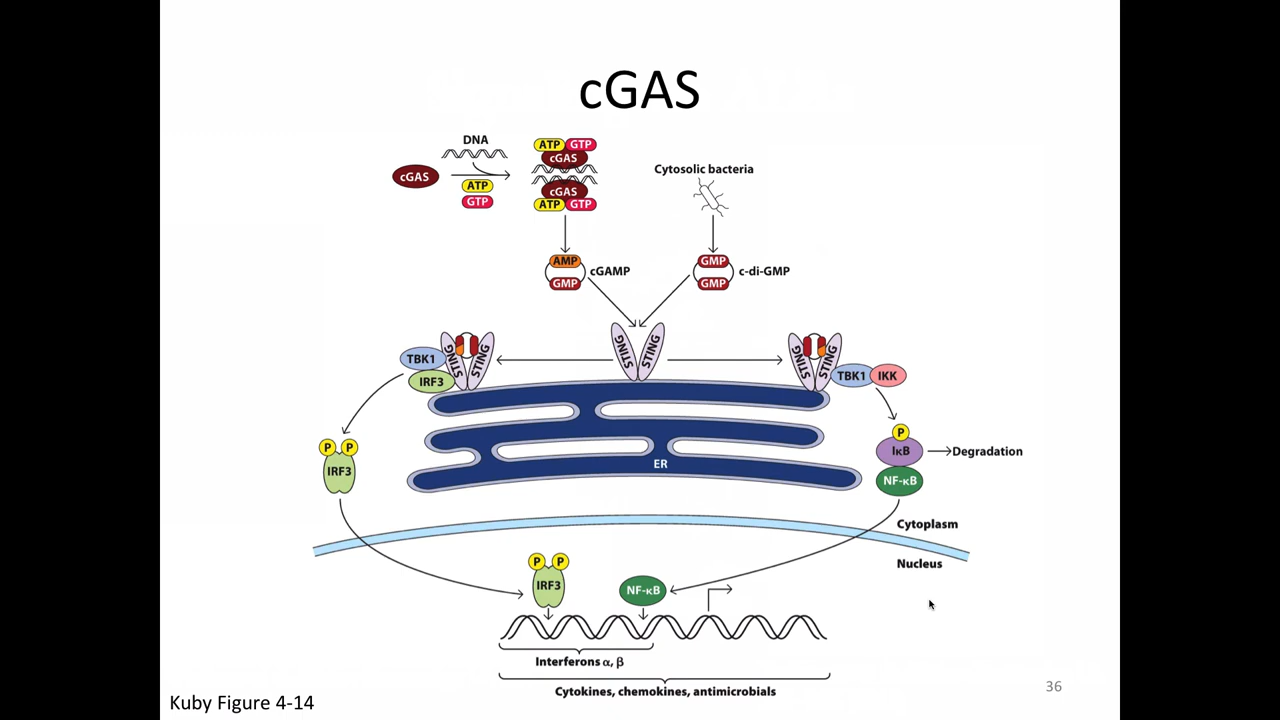 cGAS
DNA
cGAS
ATP
GTP
ATP GTP
cGAS
cGAS
ATP GTP
Cytosolic bacteria
AMP
GMP
cGAMP
GMP
GMP
c-di-GMP
STING STING
TBK1
IRF3
STING STING
STING STING
TBK1 IKK
P P
IRF3
P
IκB
Degradation
NF-κB
ER
Cytoplasm
Nucleus
P P
IRF3
NF-κB
Interferons α, β
Cytokines, chemokines, antimicrobials
36
Kuby Figure 4-14